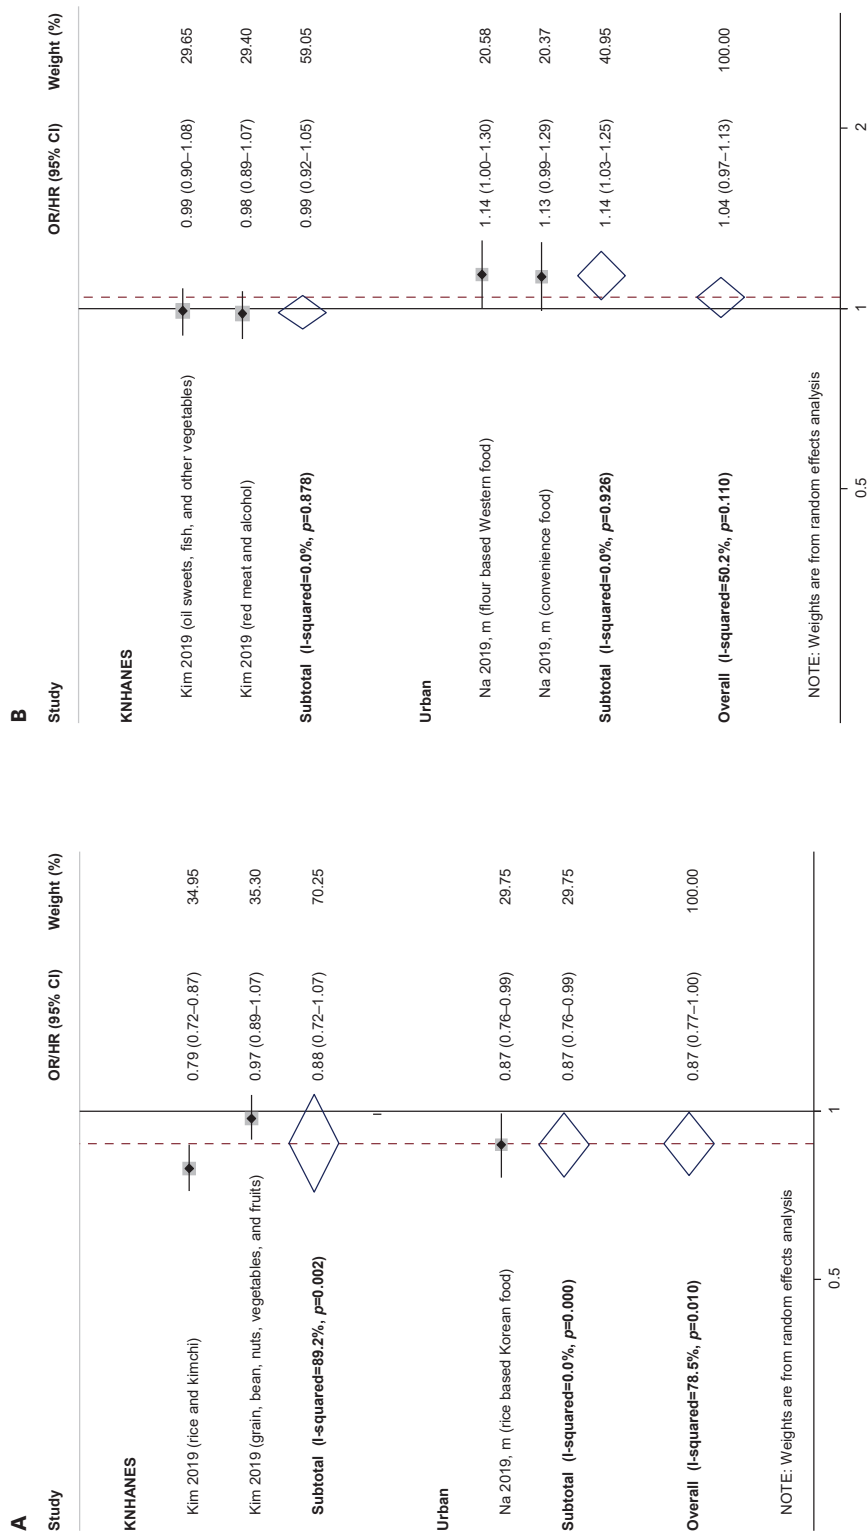 A
Study OR/HR (95% CI) Weight (%)
KNHANES
Kim 2019 (rice and kimchi) 0.79 (0.72–0.87) 34.95
Kim 2019 (grain, bean, nuts, vegetables, and fruits) 0.97 (0.89–1.07) 35.30
Subtotal (I-squared=89.2%, p=0.002) 0.88 (0.72–1.07) 70.25
Urban
Na 2019, m (rice based Korean food) 0.87 (0.76–0.99) 29.75
Subtotal (I-squared=0.0%, p=0.000) 0.87 (0.76–0.99) 29.75
Overall (I-squared=78.5%, p=0.010) 0.87 (0.77–1.00) 100.00
NOTE: Weights are from random effects analysis
0.5 1
B
Study OR/HR (95% CI) Weight (%)
KNHANES
Kim 2019 (oil sweets, fish, and other vegetables) 0.99 (0.90–1.08) 29.65
Kim 2019 (red meat and alcohol) 0.98 (0.89–1.07) 29.40
Subtotal (I-squared=0.0%, p=0.878) 0.99 (0.92–1.05) 59.05
Urban
Na 2019, m (flour based Western food) 1.14 (1.00–1.30) 20.58
Na 2019, m (convenience food) 1.13 (0.99–1.29) 20.37
Subtotal (I-squared=0.0%, p=0.926) 1.14 (1.03–1.25) 40.95
Overall (I-squared=50.2%, p=0.110) 1.04 (0.97–1.13) 100.00
NOTE: Weights are from random effects analysis
0.5 1 2